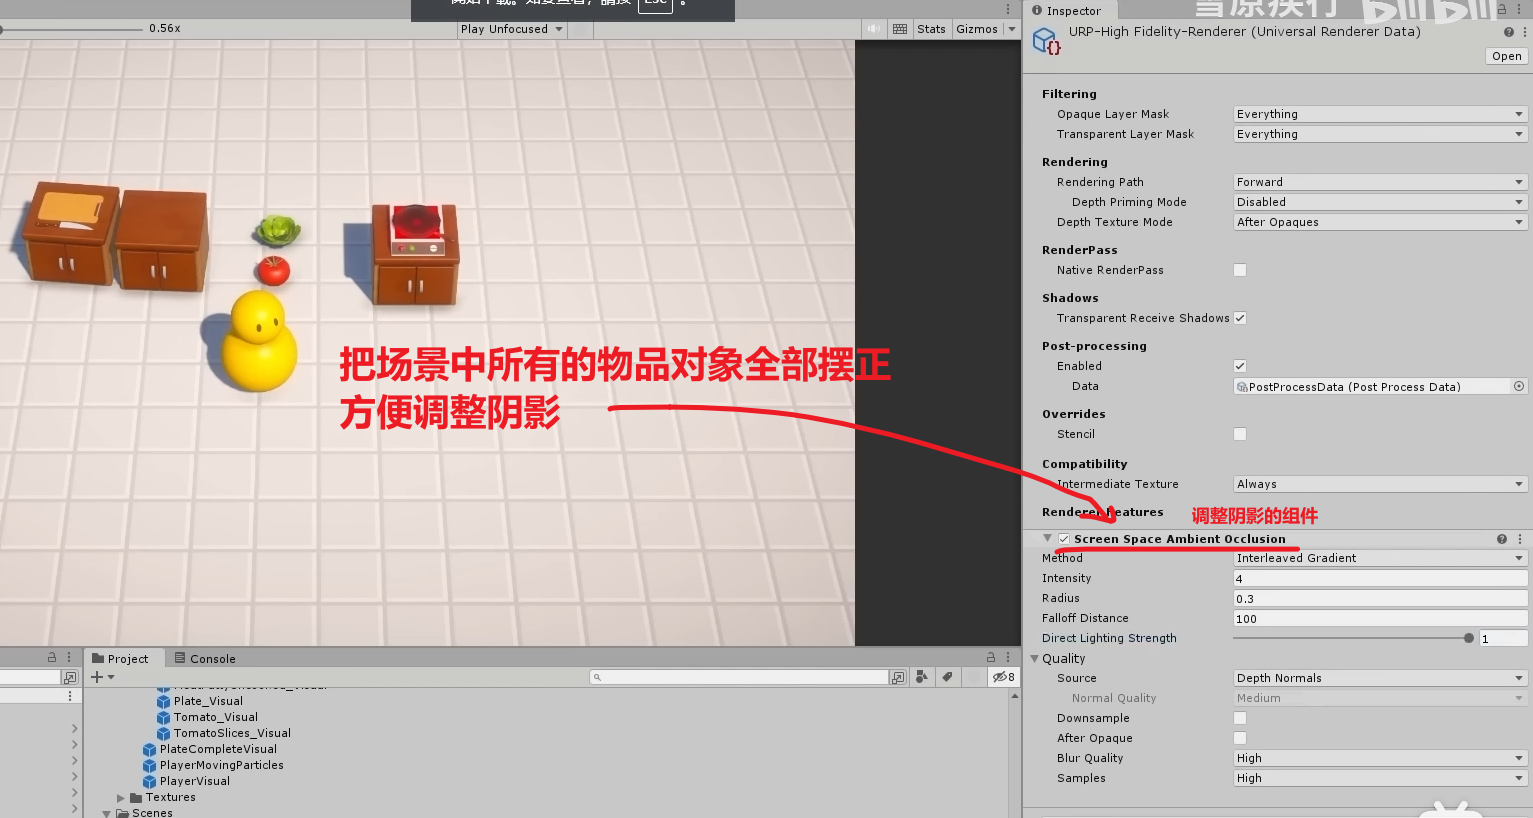 Esc
0.56x
Play Unfocused
Stats
Gizmos
Inspector
URP-High Fidelity-Renderer (Universal Renderer Data)
Open
Filtering
Opaque Layer Mask Everything
Transparent Layer Mask Everything
Rendering
Rendering Path Forward
Depth Priming Mode Disabled
Depth Texture Mode After Opaques
RenderPass
Native RenderPass
Shadows
Transparent Receive Shadows
Post-processing
Enabled
Data PostProcessData (Post Process Data)
Overrides
Stencil
Compatibility
Intermediate Texture Always
Renderer Features
调整阴影的组件
Screen Space Ambient Occlusion
Method Interleaved Gradient
Intensity 4
Radius 0.3
Falloff Distance 100
Direct Lighting Strength 1
Quality
Source Depth Normals
Normal Quality Medium
Downsample
After Opaque
Blur Quality High
Samples High
把场景中所有的物品对象全部摆正
方便调整阴影
Project
Console
8
Plate_Visual
Tomato_Visual
TomatoSlices_Visual
PlateCompleteVisual
PlayerMovingParticles
PlayerVisual
Textures
Scenes